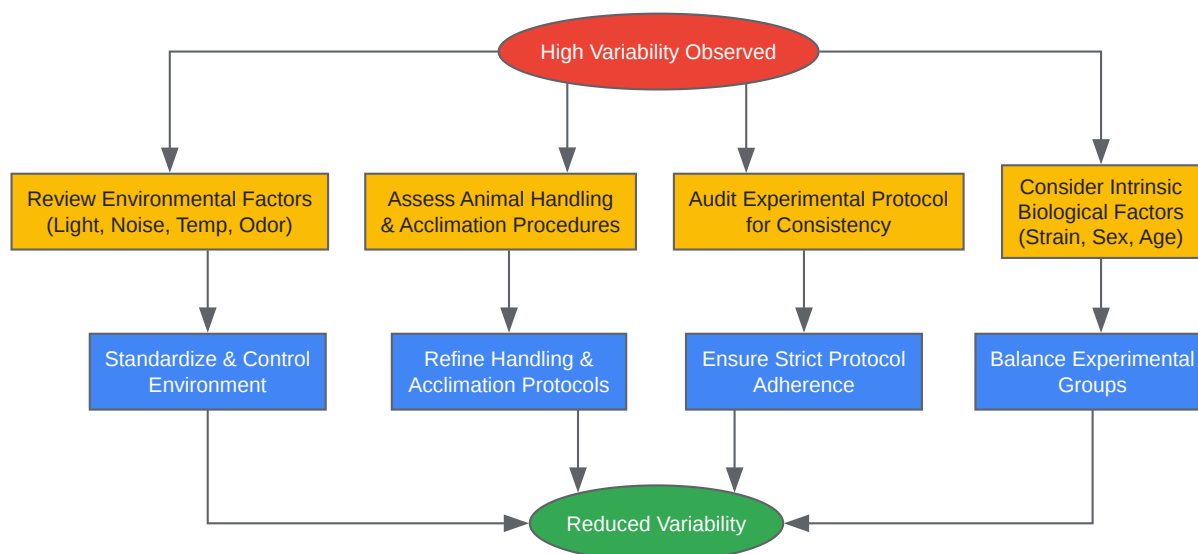 High Variability Observed
Review Environmental Factors
(Light, Noise, Temp, Odor)
Assess Animal Handling
& Acclimation Procedures
Audit Experimental Protocol
for Consistency
Consider Intrinsic
Biological Factors
(Strain, Sex, Age)
Standardize & Control
Environment
Refine Handling &
Acclimation Protocols
Ensure Strict Protocol
Adherence
Balance Experimental
Groups
Reduced Variability